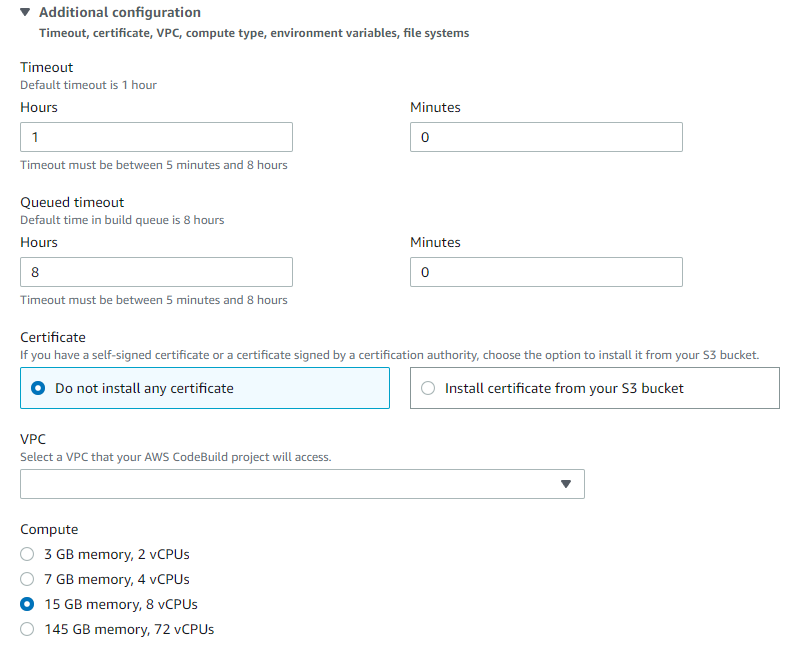 Additional configuration
Timeout, certificate, VPC, compute type, environment variables, file systems
Timeout
Default timeout is 1 hour
Hours
Minutes
1
0
Timeout must be between 5 minutes and 8 hours
Queued timeout
Default time in build queue is 8 hours
Hours
Minutes
8
0
Timeout must be between 5 minutes and 8 hours
Certificate
If you have a self-signed certificate or a certificate signed by a certification authority, choose the option to install it from your S3 bucket.
Do not install any certificate
Install certificate from your S3 bucket
VPC
Select a VPC that your AWS CodeBuild project will access.
Compute
3 GB memory, 2 vCPUs
7 GB memory, 4 vCPUs
15 GB memory, 8 vCPUs
145 GB memory, 72 vCPUs